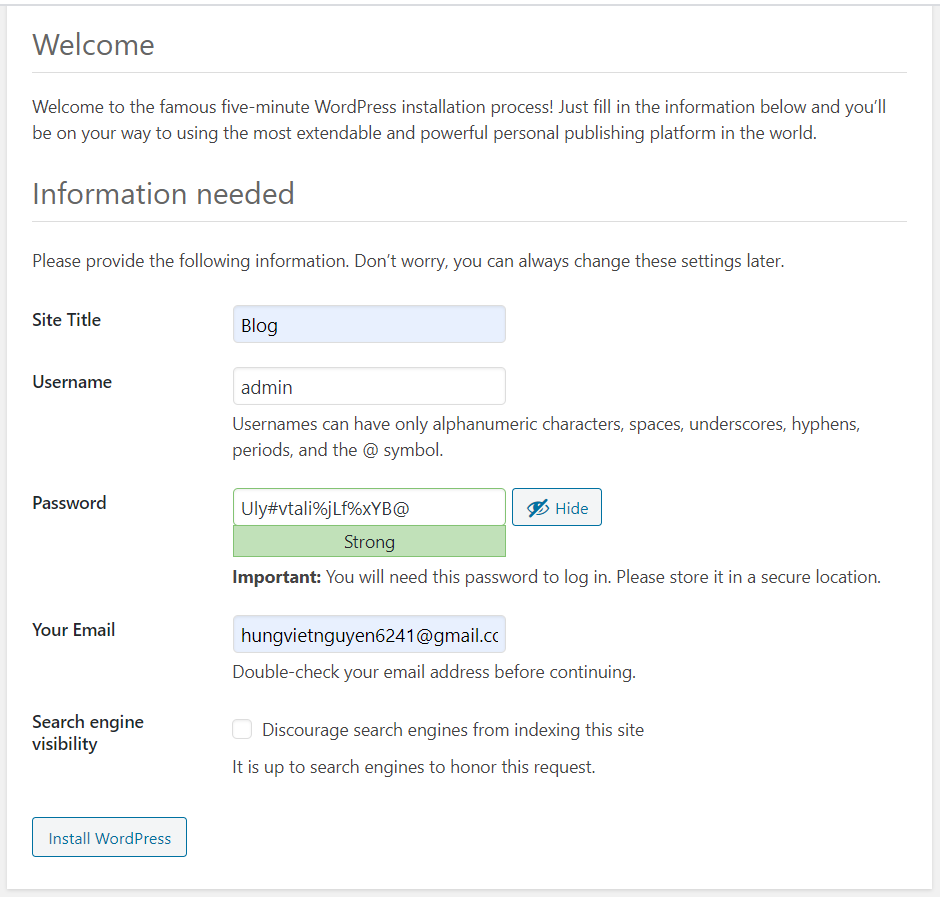 Welcome
Welcome to the famous five-minute WordPress installation process! Just fill in the information below and you’ll
be on your way to using the most extendable and powerful personal publishing platform in the world.
Information needed
Please provide the following information. Don’t worry, you can always change these settings later.
Site Title
Blog
Username
admin
Usernames can have only alphanumeric characters, spaces, underscores, hyphens,
periods, and the @ symbol.
Password
Uly#vtali%jLf%xYB@
Hide
Strong
Important: You will need this password to log in. Please store it in a secure location.
Your Email
hungvietnguyen6241@gmail.cc
Double-check your email address before continuing.
Search engine
visibility
Discourage search engines from indexing this site
It is up to search engines to honor this request.
Install WordPress